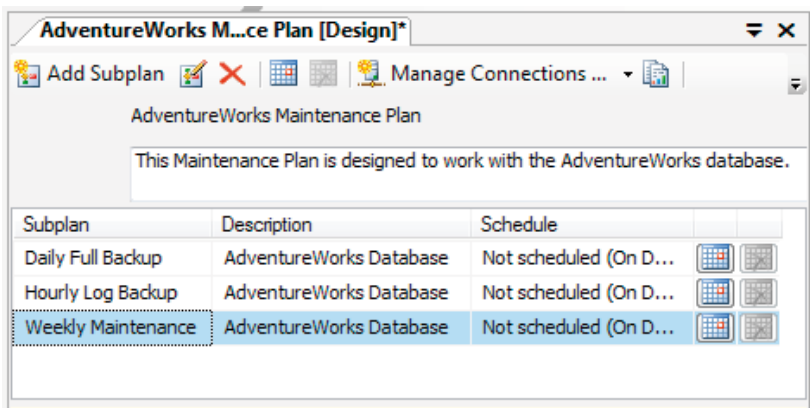 AdventureWorks M...ce Plan [Design]*
Add Subplan Manage Connections ...
AdventureWorks Maintenance Plan
This Maintenance Plan is designed to work with the AdventureWorks database.
Subplan Description Schedule
Daily Full Backup AdventureWorks Database Not scheduled (On D...
Hourly Log Backup AdventureWorks Database Not scheduled (On D...
Weekly Maintenance AdventureWorks Database Not scheduled (On D...